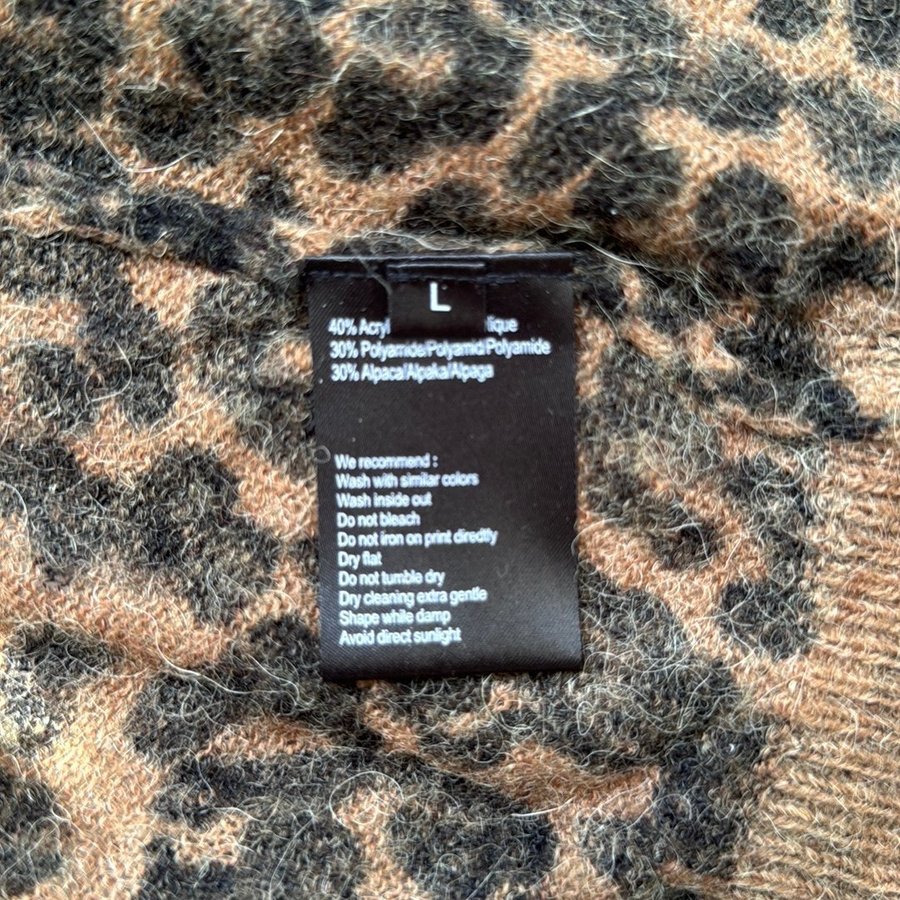 L
40% Acryl
30% Polyamide/Polyamid/Polyamide
30% Alpaca/Alpaka/Alpaga
We recommend :
Wash with similar colors
Wash inside out
Do not bleach
Do not iron on print diredtly
Dry flat
Do not tumble dry
Dry cleaning extra gentle
Shape while damp
Avoid direct sunlight